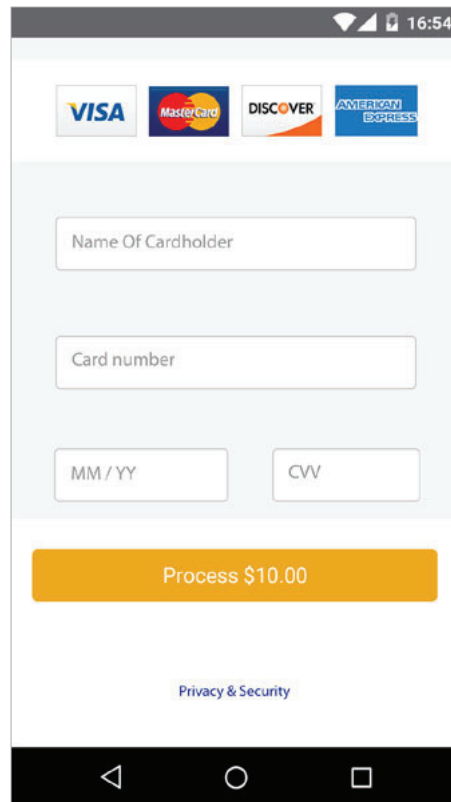 16:54
VISA MasterCard DISCOVER AMERICAN EXPRESS
Name Of Cardholder
Card number
MM / YY CVV
Process $10.00
Privacy & Security